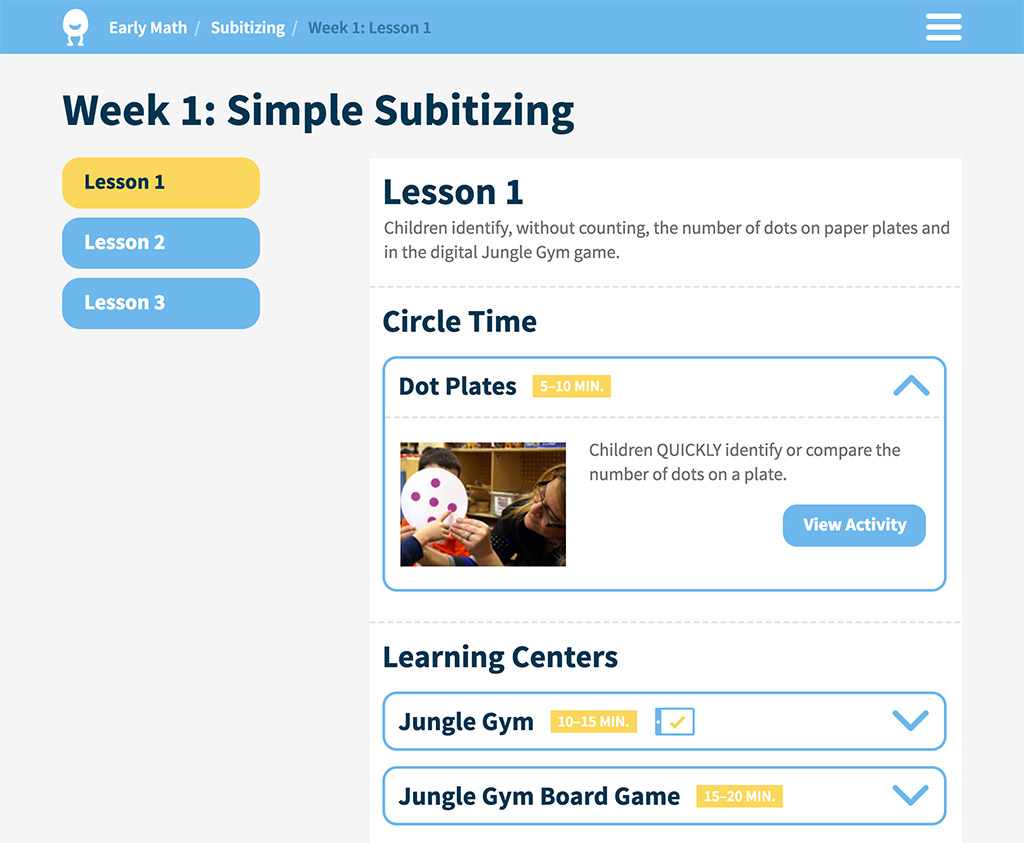 Early Math / Subitizing / Week 1: Lesson 1
Week 1: Simple Subitizing
Lesson 1
Lesson 2
Lesson 3
Lesson 1
Children identify, without counting, the number of dots on paper plates and
in the digital Jungle Gym game.
Circle Time
Dot Plates 5–10 MIN.
Children QUICKLY identify or compare the
number of dots on a plate.
View Activity
Learning Centers
Jungle Gym 10–15 MIN.
Jungle Gym Board Game 15–20 MIN.